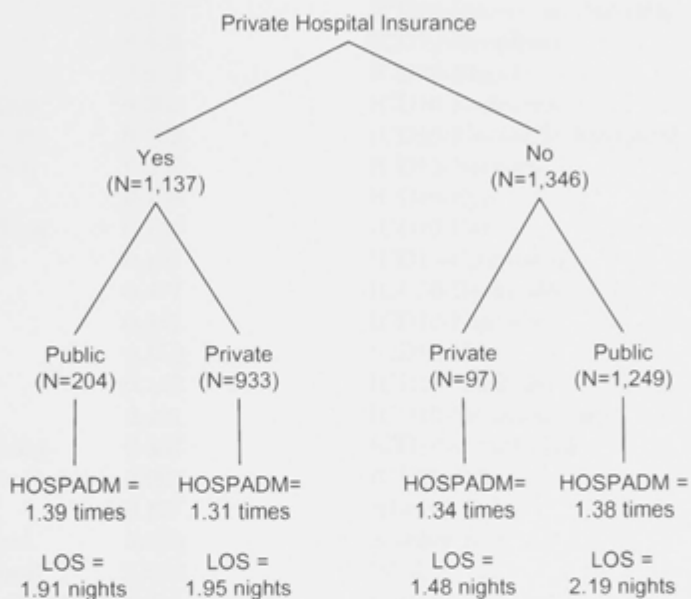 Private Hospital Insurance
Yes
(N=1,137)
No
(N=1,346)
Public
(N=204)
Private
(N=933)
Private
(N=97)
Public
(N=1,249)
HOSPADM =
1.39 times
HOSPADM=
1.31 times
HOSPADM=
1.34 times
HOSPADM =
1.38 times
LOS =
1.91 nights
LOS =
1.95 nights
LOS =
1.48 nights
LOS =
2.19 nights